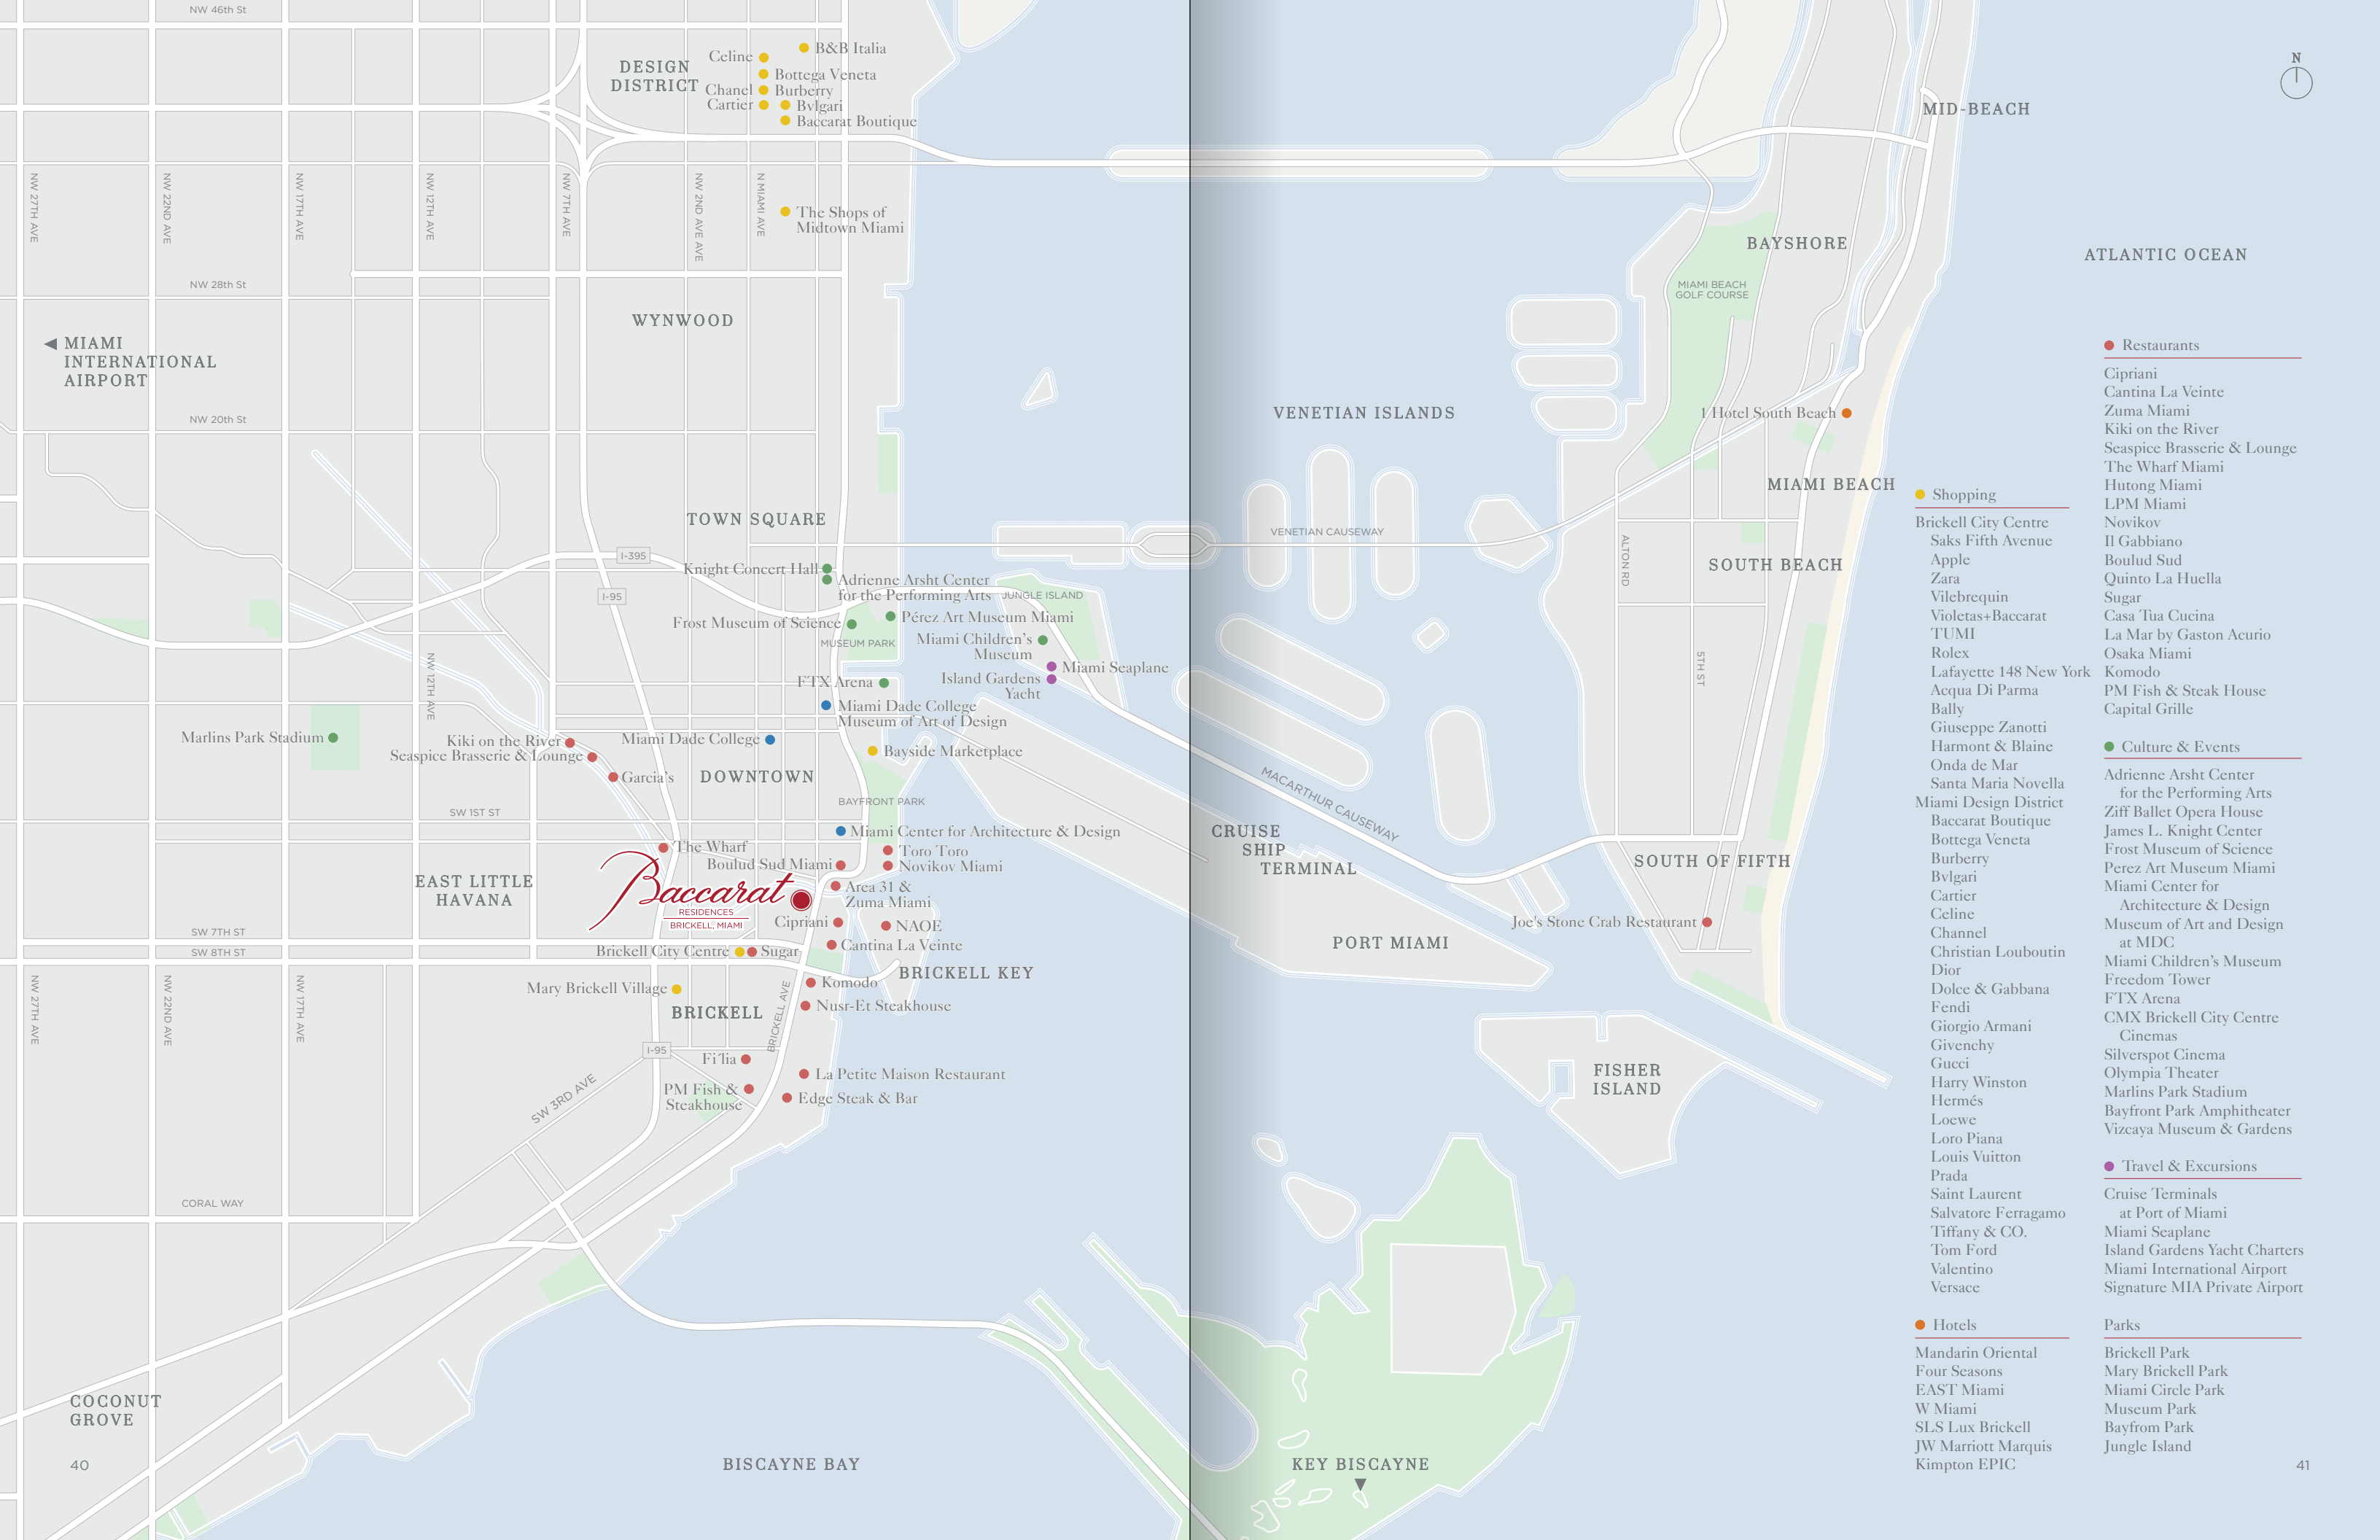 NW 46th St
DESIGN
DISTRICT
Celine
B&B Italia
Bottega Veneta
Chanel
Burberry
Cartier
Bvlgari
Baccarat Boutique
N
MID-BEACH
NW 27TH AVE
NW 22ND AVE
NW 17TH AVE
NW 12TH AVE
NW 7TH AVE
NW 2ND AVE AVE
N MIAMI AVE
The Shops of
Midtown Miami
BAYSHORE
ATLANTIC OCEAN
NW 28th St
MIAMI BEACH
GOLF COURSE
WYNWOOD
MIAMI
INTERNATIONAL
AIRPORT
NW 20th St
VENETIAN ISLANDS
1 Hotel South Beach
MIAMI BEACH
TOWN SQUARE
VENETIAN CAUSEWAY
I-395
I-95
ALTON RD
SOUTH BEACH
Knight Concert Hall
Adrienne Arsht Center
for the Performing Arts
JUNGLE ISLAND
Frost Museum of Science
Pérez Art Museum Miami
MUSEUM PARK
Miami Children's
Museum
Miami Seaplane
Island Gardens
Yacht
FTX Arena
NW 12TH AVE
5TH ST
Miami Dade College
Museum of Art of Design
Marlins Park Stadium
Kiki on the River
Seaspice Brasserie & Lounge
Miami Dade College
Bayside Marketplace
Garcia's
DOWNTOWN
BAYFRONT PARK
MACARTHUR CAUSEWAY
SW 1ST ST
Miami Center for Architecture & Design
CRUISE
SHIP
TERMINAL
The Wharf
Toro Toro
Boulud Sud Miami
Novikov Miami
SOUTH OF FIFTH
EAST LITTLE
HAVANA
Baccarat
RESIDENCES
BRICKELL, MIAMI
Area 31 &
Zuma Miami
Cipriani
NAOE
Joe's Stone Crab Restaurant
SW 7TH ST
SW 8TH ST
PORT MIAMI
Brickell City Centre
Sugar
Cantina La Veinte
BRICKELL KEY
NW 27TH AVE
NW 22ND AVE
NW 17TH AVE
Mary Brickell Village
Komodo
BRICKELL
BRICKELL AVE
Nusr-Et Steakhouse
I-95
Fi'lia
SW 3RD AVE
La Petite Maison Restaurant
PM Fish &
Steakhouse
Edge Steak & Bar
FISHER
ISLAND
CORAL WAY
COCONUT
GROVE
40
BISCAYNE BAY
KEY BISCAYNE
Shopping
Brickell City Centre
Saks Fifth Avenue
Apple
Zara
Vilebrequin
Violetas+Baccarat
TUMI
Rolex
Lafayette 148 New York
Acqua Di Parma
Bally
Giuseppe Zanotti
Harmont & Blaine
Onda de Mar
Santa Maria Novella
Miami Design District
Baccarat Boutique
Bottega Veneta
Burberry
Bvlgari
Cartier
Celine
Channel
Christian Louboutin
Dior
Dolce & Gabbana
Fendi
Giorgio Armani
Givenchy
Gucci
Harry Winston
Hermés
Loewe
Loro Piana
Louis Vuitton
Prada
Saint Laurent
Salvatore Ferragamo
Tiffany & CO.
Tom Ford
Valentino
Versace
Hotels
Mandarin Oriental
Four Seasons
EAST Miami
W Miami
SLS Lux Brickell
JW Marriott Marquis
Kimpton EPIC
Restaurants
Cipriani
Cantina La Veinte
Zuma Miami
Kiki on the River
Seaspice Brasserie & Lounge
The Wharf Miami
Hutong Miami
LPM Miami
Novikov
Il Gabbiano
Boulud Sud
Quinto La Huella
Sugar
Casa Tua Cucina
La Mar by Gaston Acurio
Osaka Miami
Komodo
PM Fish & Steak House
Capital Grille
Culture & Events
Adrienne Arsht Center
for the Performing Arts
Ziff Ballet Opera House
James L. Knight Center
Frost Museum of Science
Perez Art Museum Miami
Miami Center for
Architecture & Design
Museum of Art and Design
at MDC
Miami Children's Museum
Freedom Tower
FTX Arena
CMX Brickell City Centre
Cinemas
Silverspot Cinema
Olympia Theater
Marlins Park Stadium
Bayfront Park Amphitheater
Vizcaya Museum & Gardens
Travel & Excursions
Cruise Terminals
at Port of Miami
Miami Seaplane
Island Gardens Yacht Charters
Miami International Airport
Signature MIA Private Airport
Parks
Brickell Park
Mary Brickell Park
Miami Circle Park
Museum Park
Bayfrom Park
Jungle Island
41